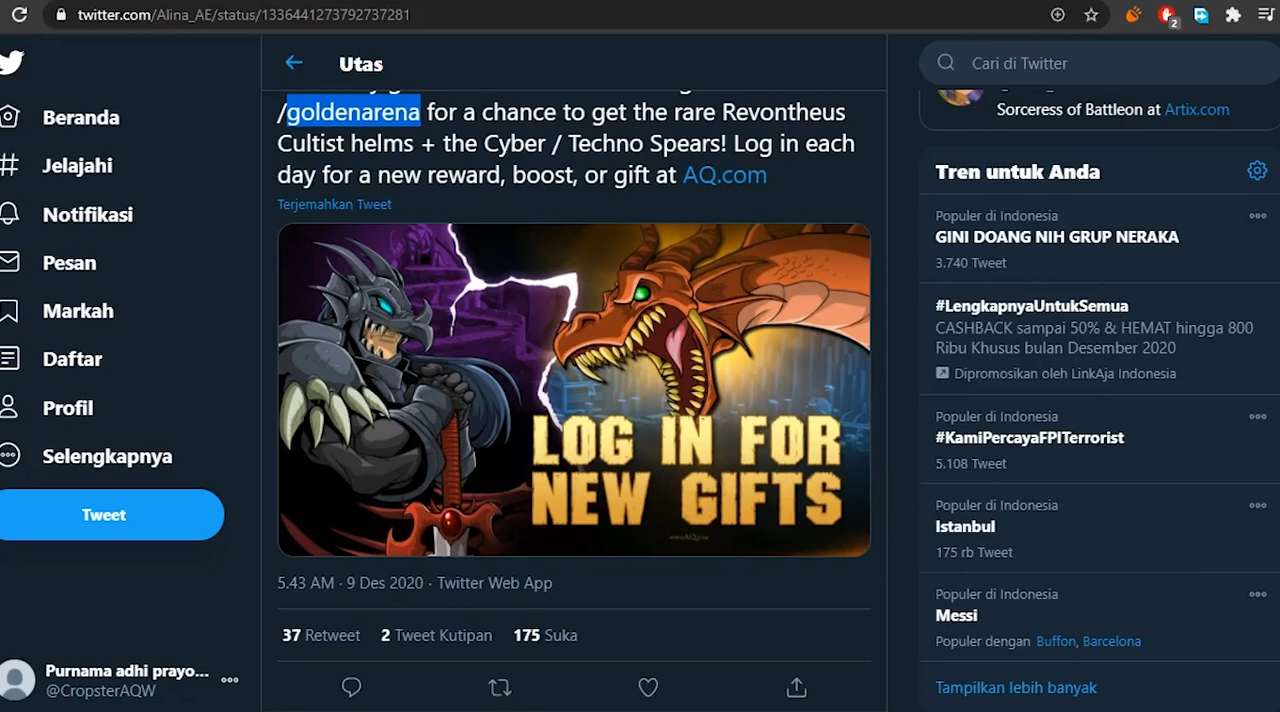 twitter.com/Alina_AE/status/1336441273792737281
2
Utas
Cari di Twitter
Beranda
Jelajahi
Notifikasi
Pesan
Markah
Daftar
Profil
Selengkapnya
Tweet
Purnama adhi prayo...
@CropsterAQW
/goldenarena for a chance to get the rare Revontheus
Cultist helms + the Cyber / Techno Spears! Log in each
day for a new reward, boost, or gift at AQ.com
Terjemahkan Tweet
LOG IN FOR
NEW GIFTS
www.AQ.com
5.43 AM · 9 Des 2020 · Twitter Web App
37 Retweet 2 Tweet Kutipan 175 Suka
Sorceress of Battleon at Artix.com
Tren untuk Anda
Populer di Indonesia
GINI DOANG NIH GRUP NERAKA
3.740 Tweet
#LengkapnyaUntukSemua
CASHBACK sampai 50% & HEMAT hingga 800
Ribu Khusus bulan Desember 2020
Dipromosikan oleh LinkAja Indonesia
Populer di Indonesia
#KamiPercayaFPITerrorist
5.108 Tweet
Populer di Indonesia
Istanbul
175 rb Tweet
Populer di Indonesia
Messi
Populer dengan Buffon, Barcelona
Tampilkan lebih banyak